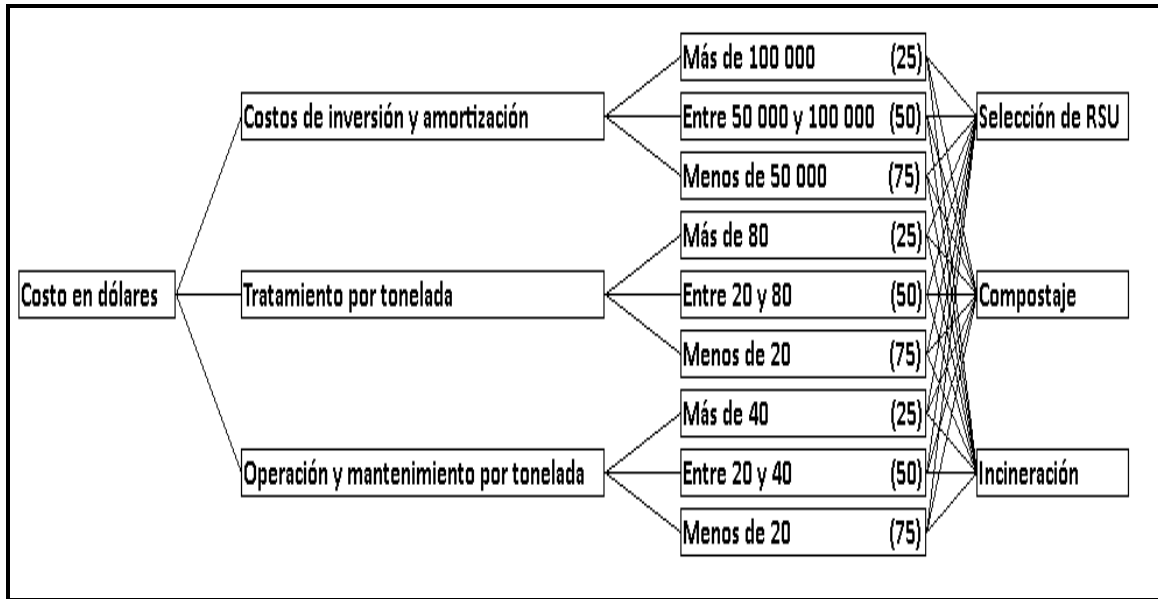 Más de 100 000 (25)
Costos de inversión y amortización
Entre 50 000 y 100 000 (50)
Selección de RSU
Menos de 50 000 (75)
Más de 80 (25)
Costo en dólares
Tratamiento por tonelada
Entre 20 y 80 (50)
Compostaje
Menos de 20 (75)
Más de 40 (25)
Operación y mantenimiento por tonelada
Entre 20 y 40 (50)
Incineración
Menos de 20 (75)